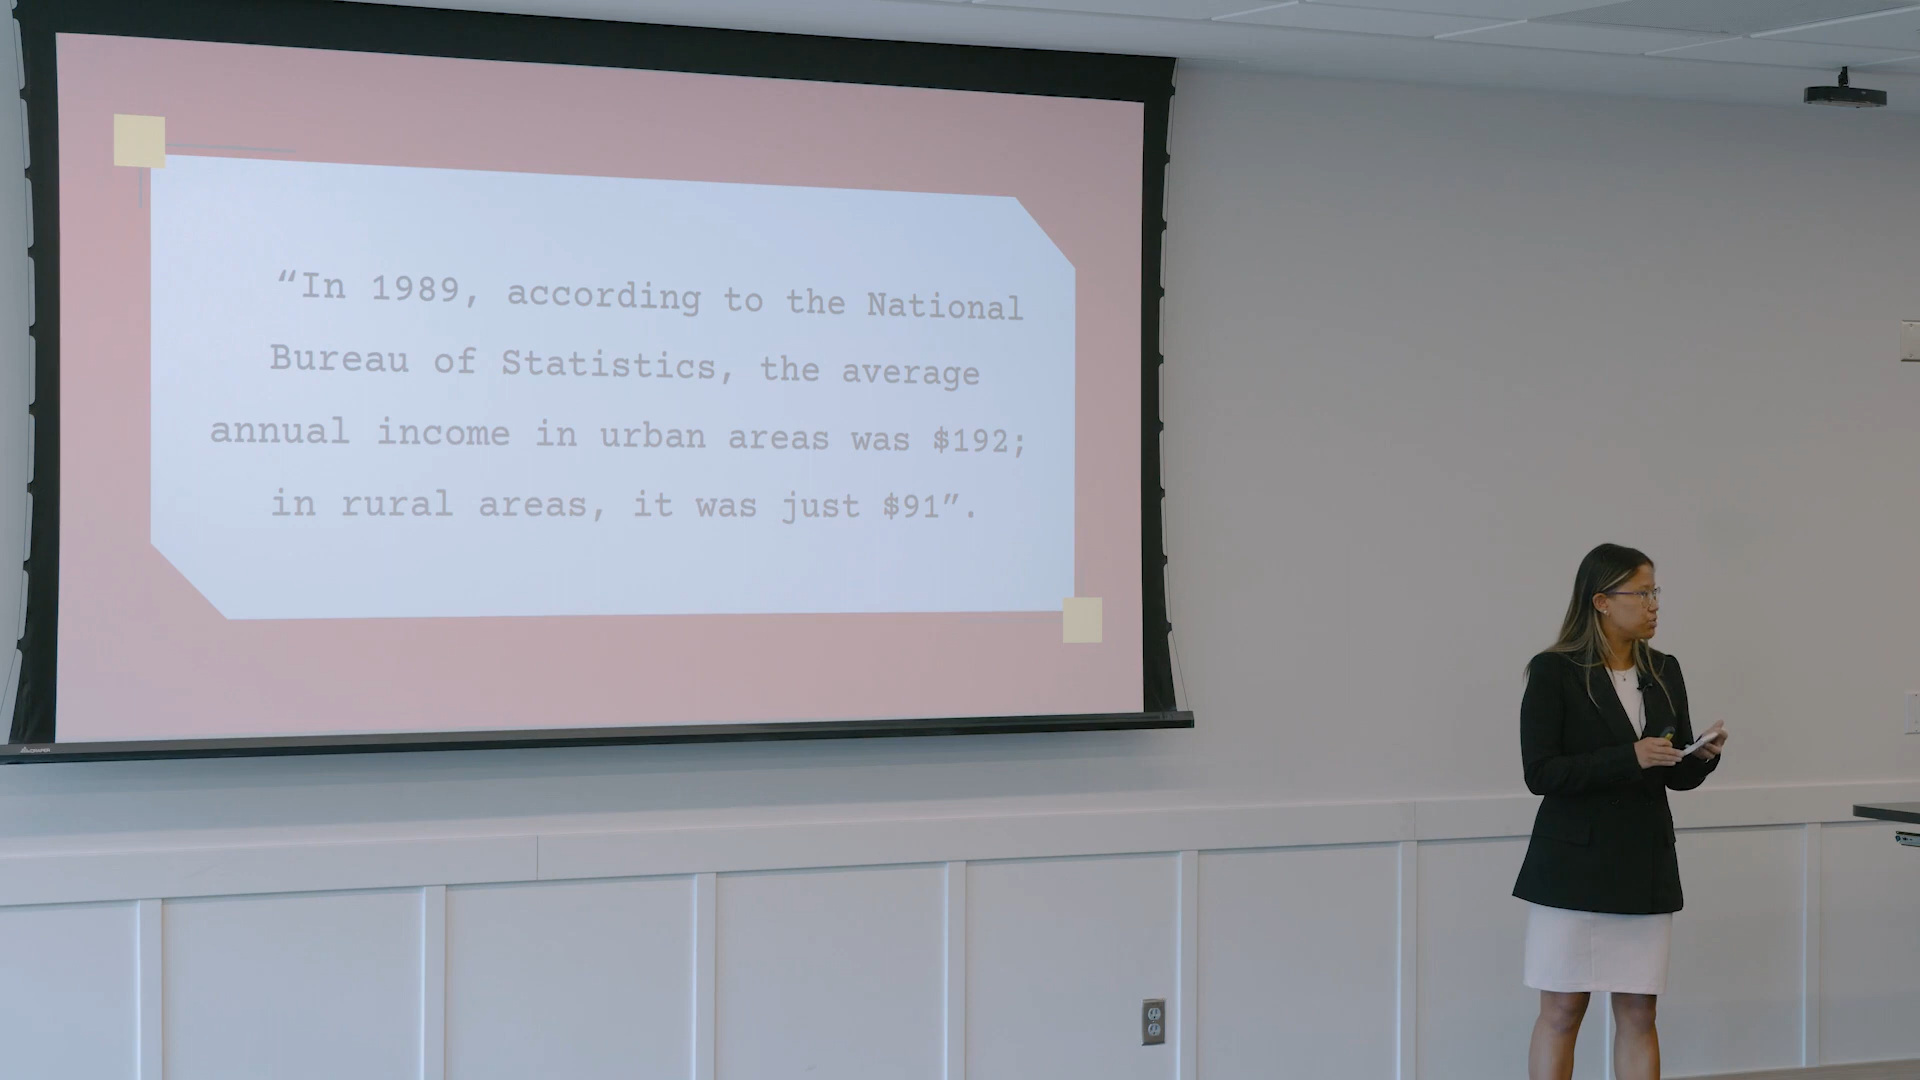 “In 1989, according to the National
Bureau of Statistics, the average
annual income in urban areas was $192;
in rural areas, it was just $91”.
DRAPER